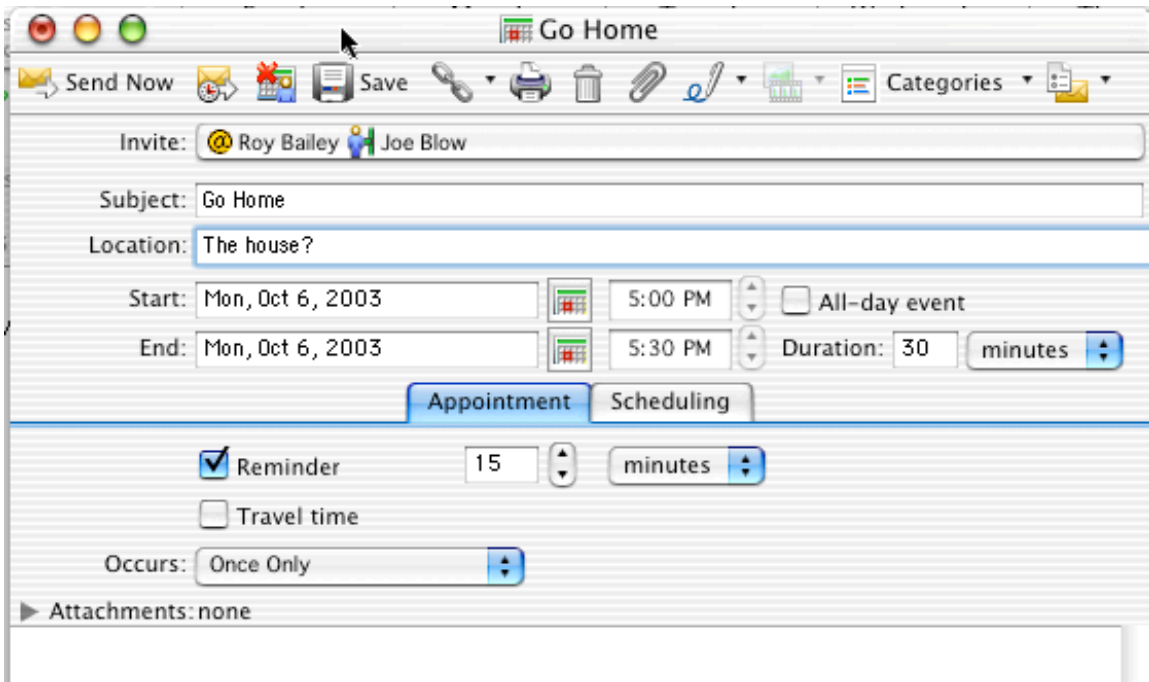 Go Home
Send Now Save Categories
Invite: Roy Bailey Joe Blow
Subject: Go Home
Location: The house?
Start: Mon, Oct 6, 2003 5:00 PM All-day event
End: Mon, Oct 6, 2003 5:30 PM Duration: 30 minutes
Appointment Scheduling
Reminder 15 minutes
Travel time
Occurs: Once Only
Attachments: none